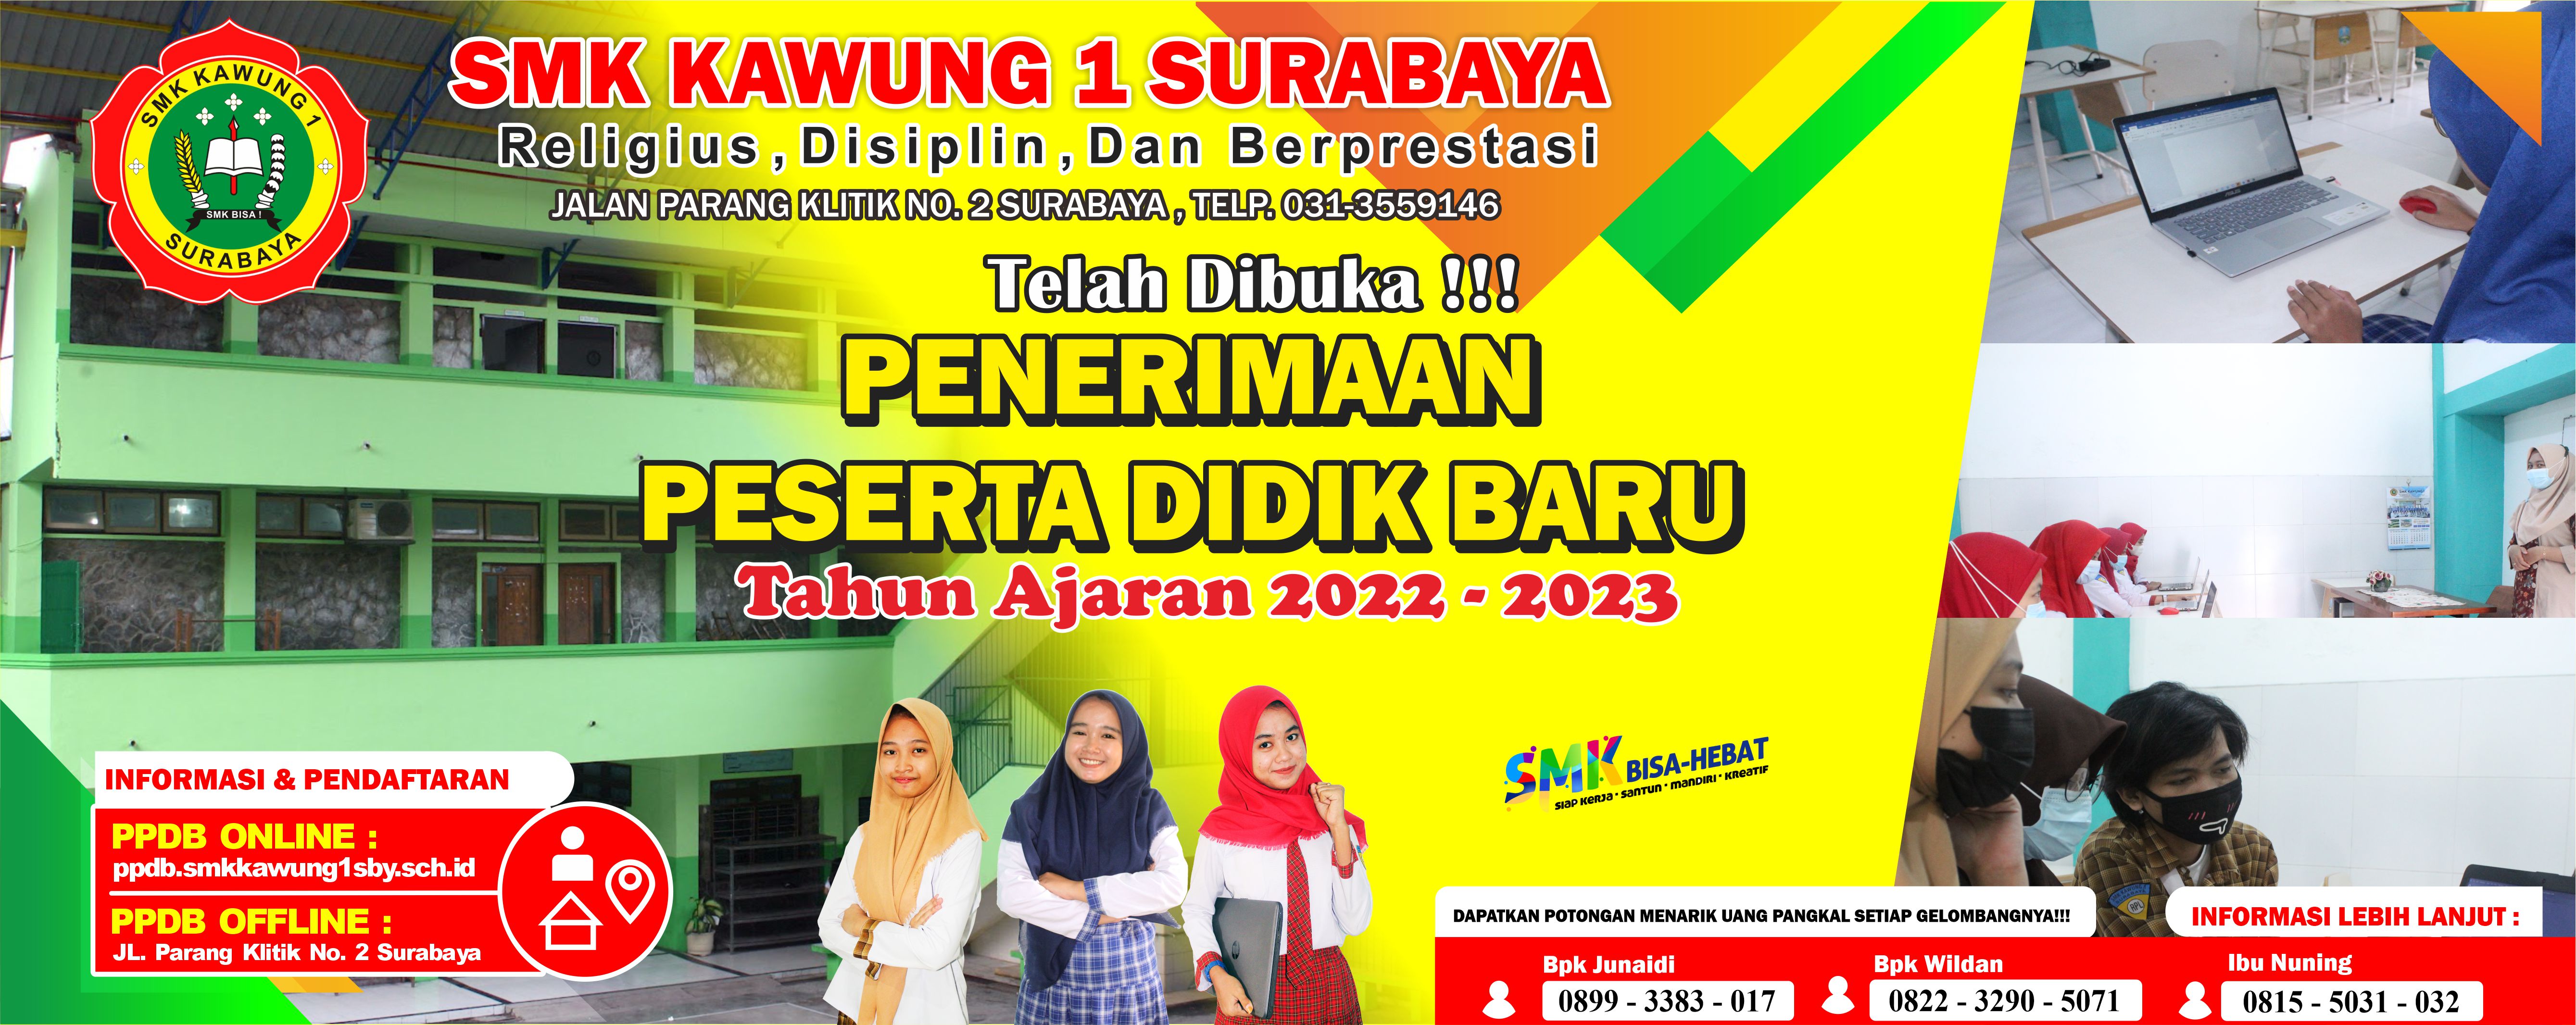 SMK KAWUNG 1
SMK BISA !
SURABAYA
SMK KAWUNG 1 SURABAYA
Religius, Disiplin, Dan Berprestasi
JALAN PARANG KLITIK NO. 2 SURABAYA , TELP. 031-3559146
Telah Dibuka !!!
PENERIMAAN
PESERTA DIDIK BARU
Tahun Ajaran 2022 - 2023
SMK BISA-HEBAT
SIAP KERJA · SANTUN · MANDIRI · KREATIF
INFORMASI & PENDAFTARAN
PPDB ONLINE :
ppdb.smkkawung1sby.sch.id
PPDB OFFLINE :
JL. Parang Klitik No. 2 Surabaya
DAPATKAN POTONGAN MENARIK UANG PANGKAL SETIAP GELOMBANGNYA!!!
INFORMASI LEBIH LANJUT :
Bpk Junaidi
0899 - 3383 - 017
Bpk Wildan
0822 - 3290 - 5071
Ibu Nuning
0815 - 5031 - 032
RPL